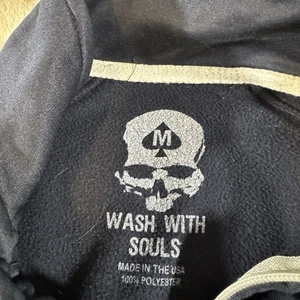 M
WASH WITH
SOULS
MADE IN THE USA
100% POLYESTER